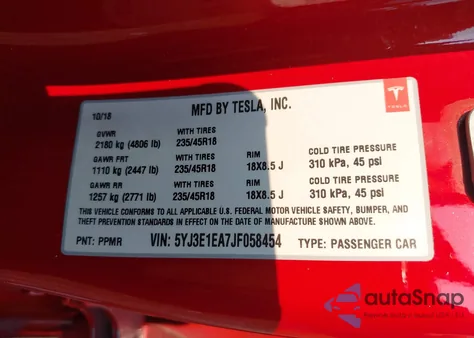 10/18 MFD BY TESLA, INC. TESLA
GVWR WITH TIRES
2180 kg (4806 lb) 235/45R18
GAWR FRT WITH TIRES RIM COLD TIRE PRESSURE
1110 kg (2447 lb) 235/45R18 18X8.5 J 310 kPa, 45 psi
GAWR RR WITH TIRES RIM COLD TIRE PRESSURE
1257 kg (2771 lb) 235/45R18 18X8.5 J 310 kPa, 45 psi
THIS VEHICLE CONFORMS TO ALL APPLICABLE U.S. FEDERAL MOTOR VEHICLE SAFETY, BUMPER, AND
THEFT PREVENTION STANDARDS IN EFFECT ON THE DATE OF MANUFACTURE SHOWN ABOVE.
PNT: PPMR VIN: 5YJ3E1EA7JF058454 TYPE: PASSENGER CAR
autoSnap